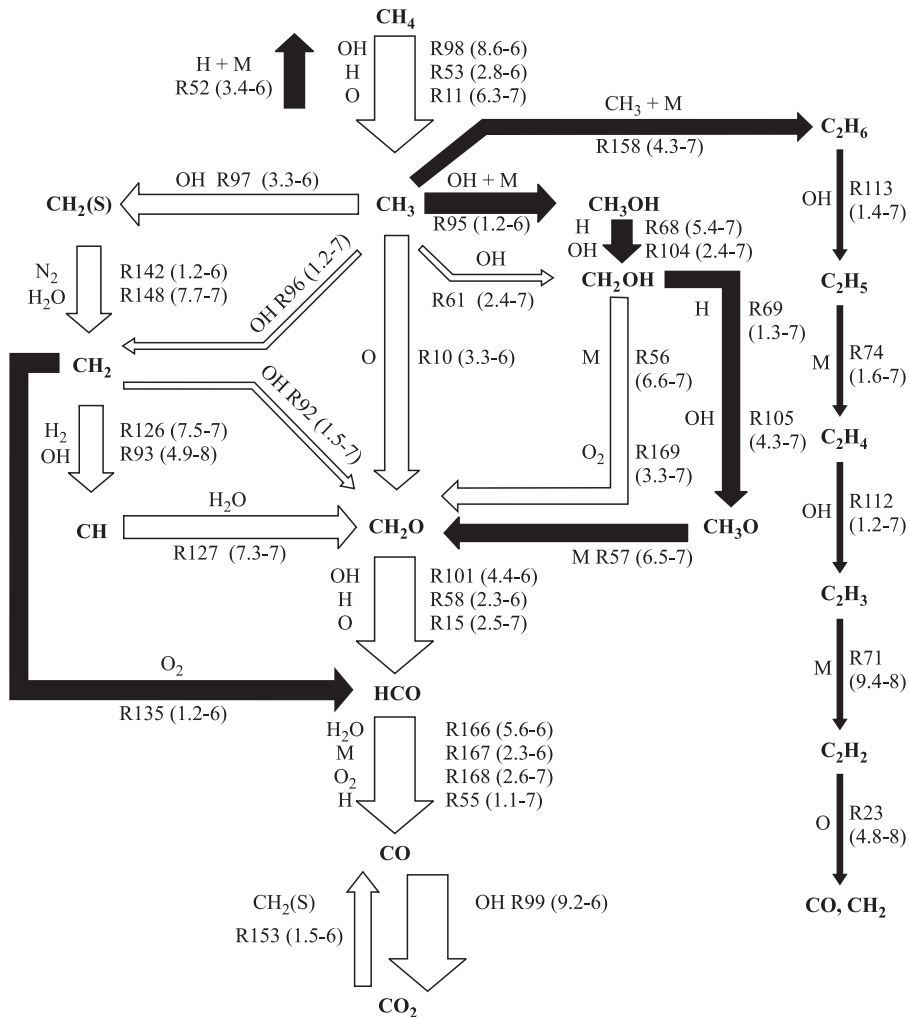 CH₄
OH R98 (8.6-6)
H R53 (2.8-6)
O R11 (6.3-7)
H + M
R52 (3.4-6)
CH₃ + M
R158 (4.3-7)
C₂H₆
OH R97 (3.3-6)
CH₂(S)
CH₃
OH + M
R95 (1.2-6)
CH₃OH
H R68 (5.4-7)
OH R104 (2.4-7)
OH R113
(1.4-7)
N₂ R142 (1.2-6)
H₂O R148 (7.7-7)
OH R96 (1.2-7)
OH
R61 (2.4-7)
CH₂OH
C₂H₅
H R69
(1.3-7)
O R10 (3.3-6)
M R56
(6.6-7)
M R74
(1.6-7)
CH₂
OH R92 (1.5-7)
H₂ R126 (7.5-7)
OH R93 (4.9-8)
OH R105
(4.3-7)
O₂ R169
(3.3-7)
C₂H₄
CH
H₂O
R127 (7.3-7)
CH₂O
M R57 (6.5-7)
CH₃O
OH R112
(1.2-7)
OH R101 (4.4-6)
H R58 (2.3-6)
O R15 (2.5-7)
C₂H₃
O₂
R135 (1.2-6)
HCO
M R71
(9.4-8)
H₂O R166 (5.6-6)
M R167 (2.3-6)
O₂ R168 (2.6-7)
H R55 (1.1-7)
C₂H₂
CO
O R23
(4.8-8)
CH₂(S)
R153 (1.5-6)
OH R99 (9.2-6)
CO, CH₂
CO₂